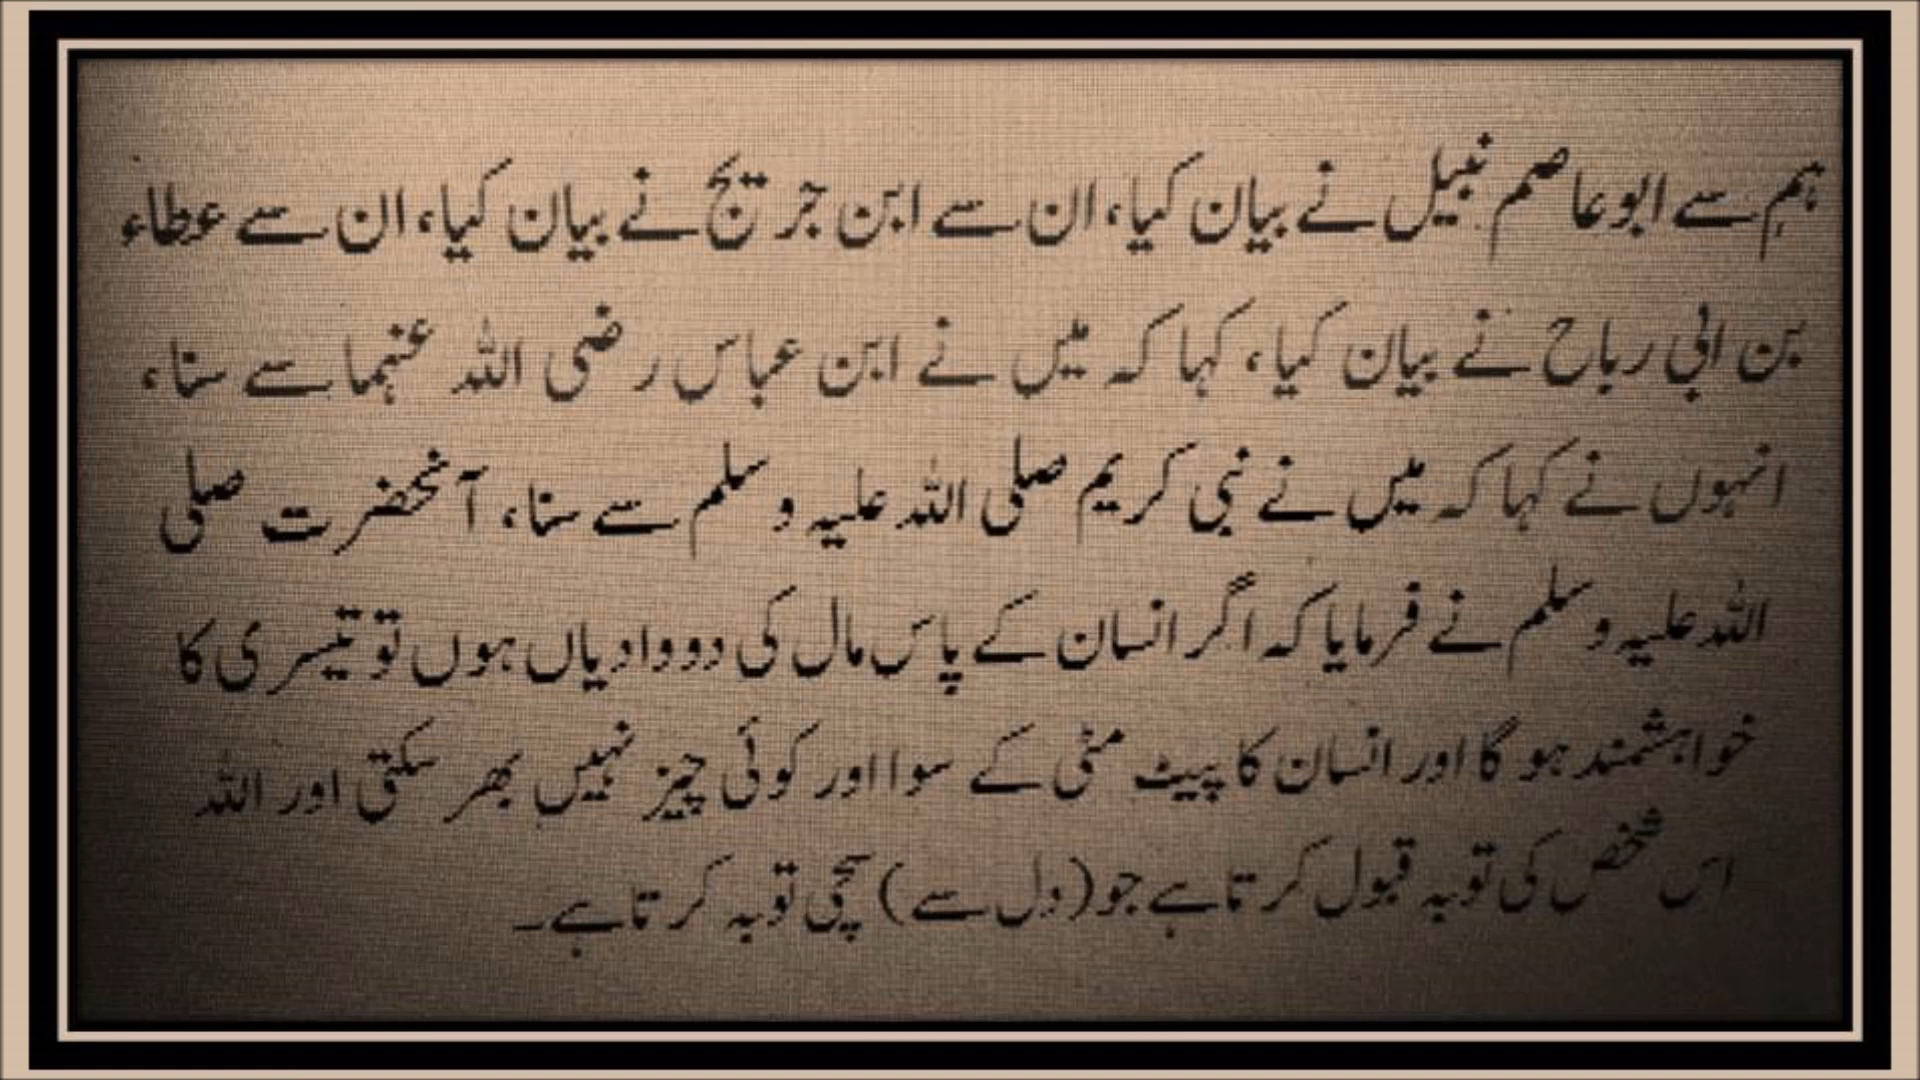 ہم سے ابوعاصم نبیل نے بیان کیا، ان سے ابن جریج نے بیان کیا، ان سے عطاء
بن ابی رباح نے بیان کیا، کہا کہ میں نے ابن عباس رضی اللہ عنہما سے سنا،
انہوں نے کہا کہ میں نے نبی کریم صلی اللہ علیہ وسلم سے سنا، آنحضرت صلی
اللہ علیہ وسلم نے فرمایا کہ اگر انسان کے پاس مال کی دو وادیاں ہوں تو تیسری کا
خواہشمند ہو گا اور انسان کا پیٹ مٹی کے سوا اور کوئی چیز نہیں بھر سکتی اور اللہ
اس شخص کی توبہ قبول کرتا ہے جو (دل سے) سچی توبہ کرتا ہے۔